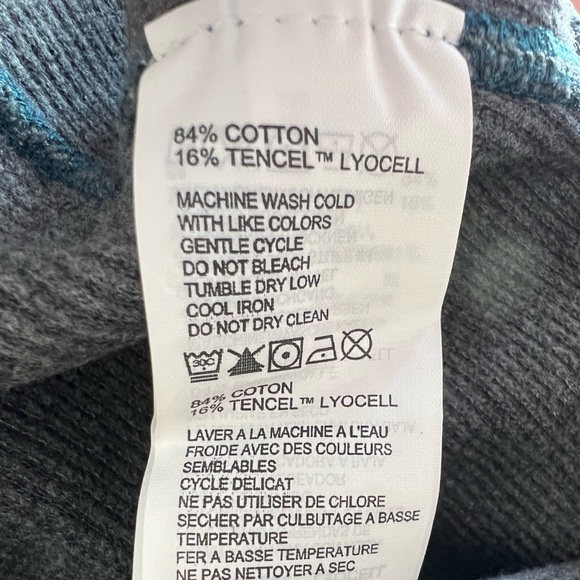 84% COTTON
16% TENCEL™ LYOCELL
MACHINE WASH COLD
WITH LIKE COLORS
GENTLE CYCLE
DO NOT BLEACH
TUMBLE DRY LOW
COOL IRON
DO NOT DRY CLEAN
30C
84% COTON
16% TENCEL™ LYOCELL
LAVER A LA MACHINE A L'EAU
FROIDE AVEC DES COULEURS
SEMBLABLES
CYCLE DELICAT
NE PAS UTILISER DE CHLORE
SECHER PAR CULBUTAGE A BASSE
TEMPERATURE
FER A BASSE TEMPERATURE
NE PAS NETTOYER A SEC